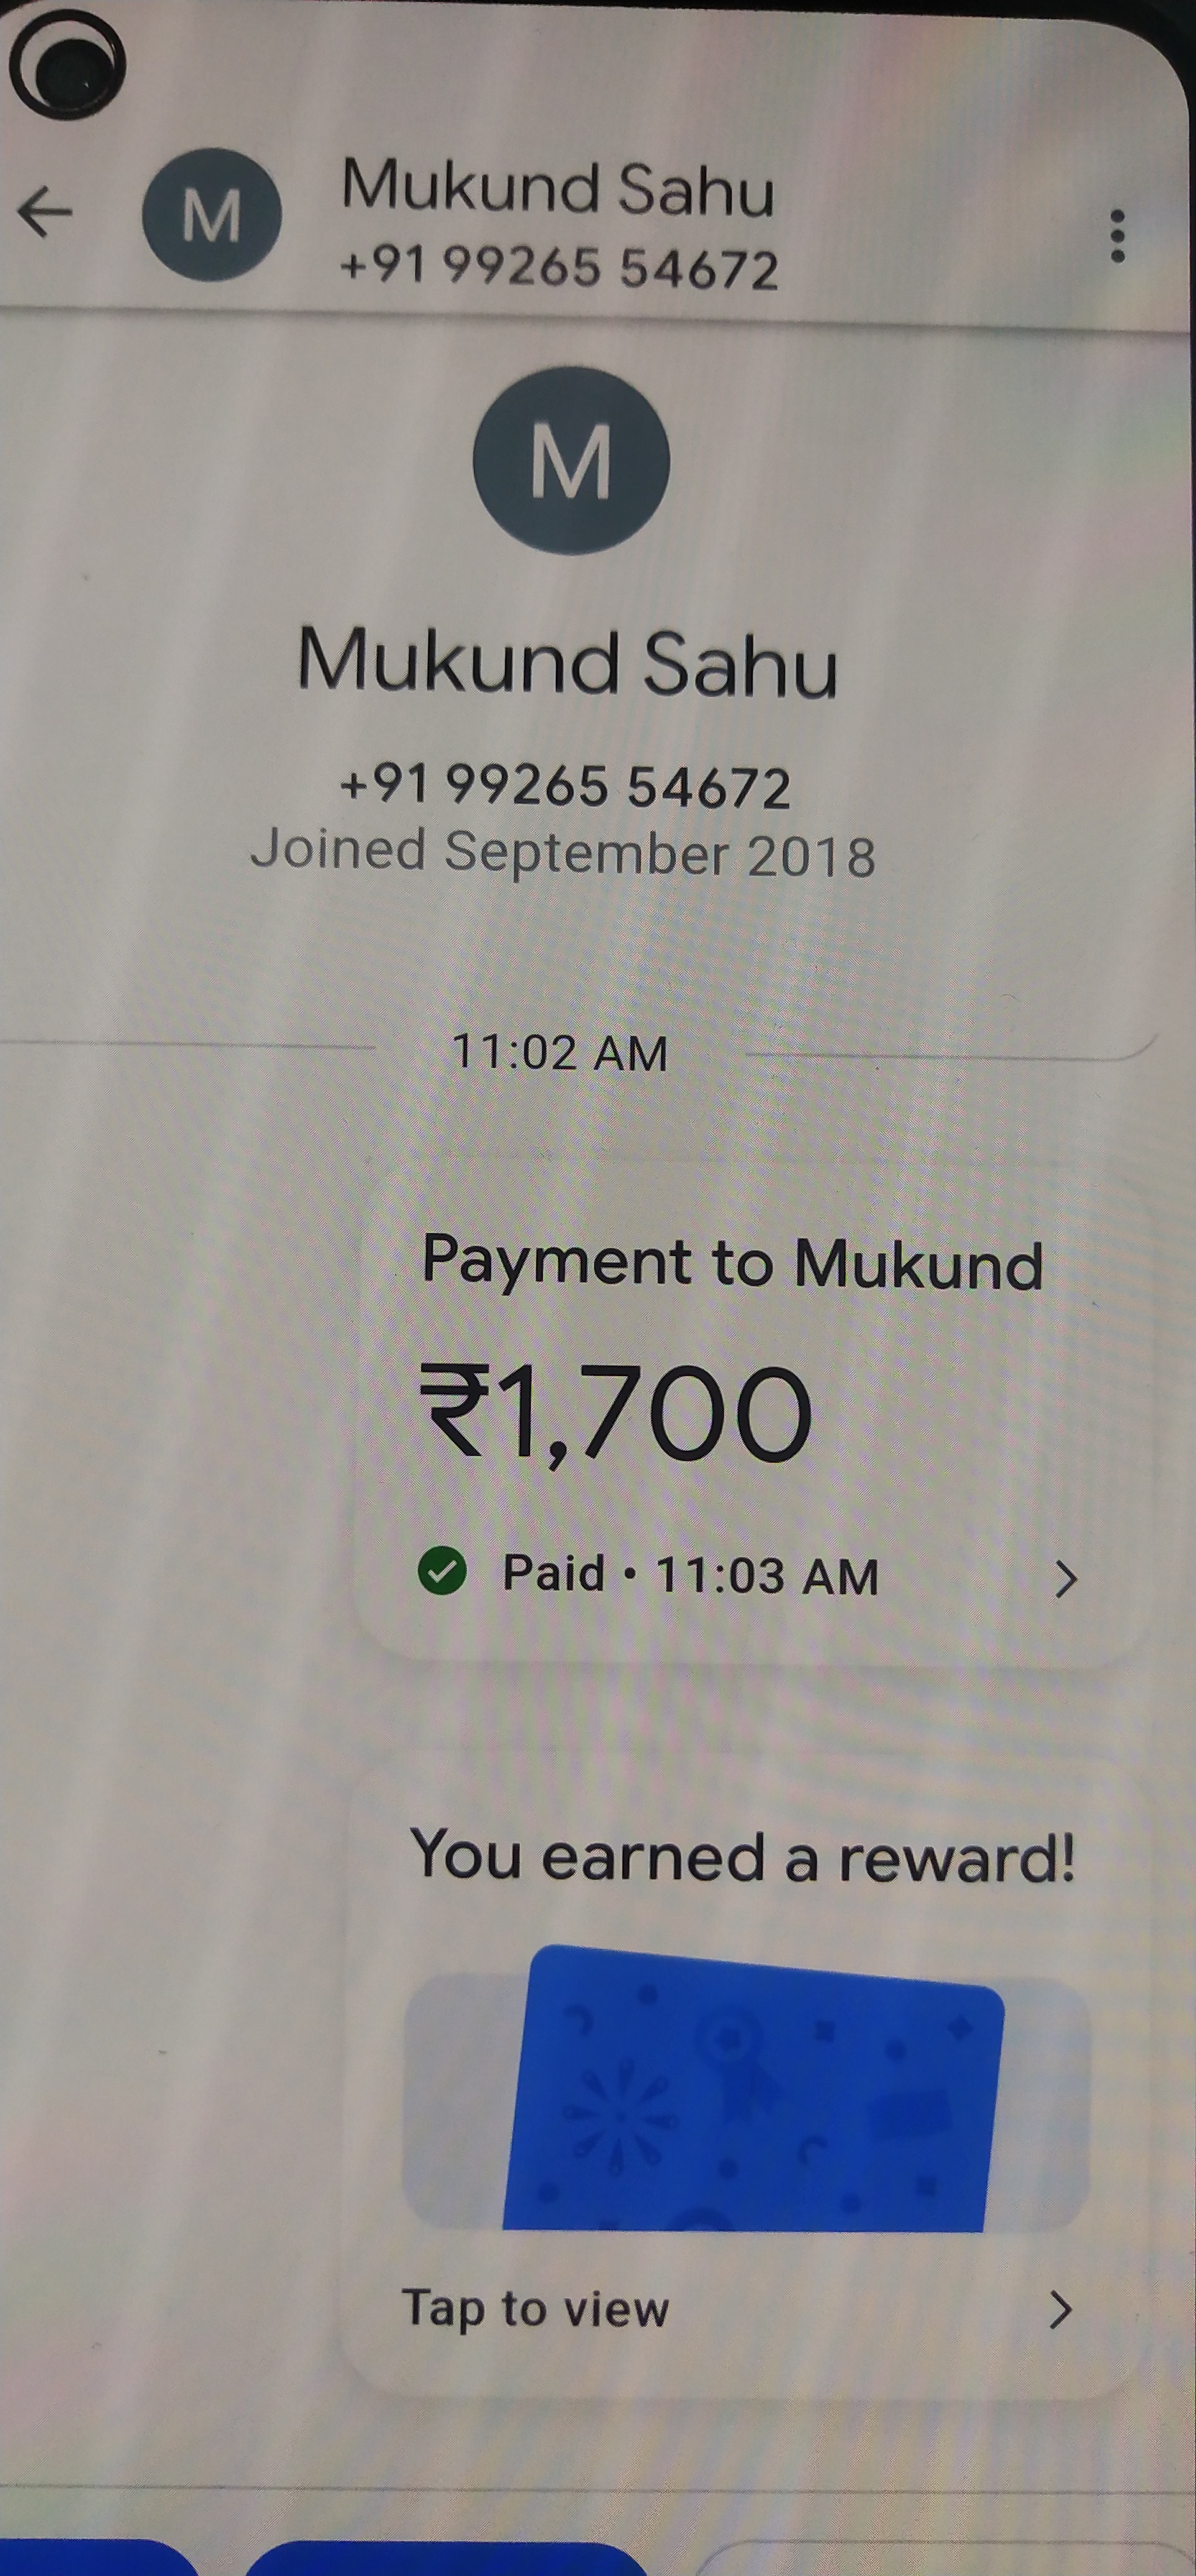 M
Mukund Sahu
+91 99265 54672
M
Mukund Sahu
+91 99265 54672
Joined September 2018
11:02 AM
Payment to Mukund
₹1,700
Paid • 11:03 AM
You earned a reward!
Tap to view